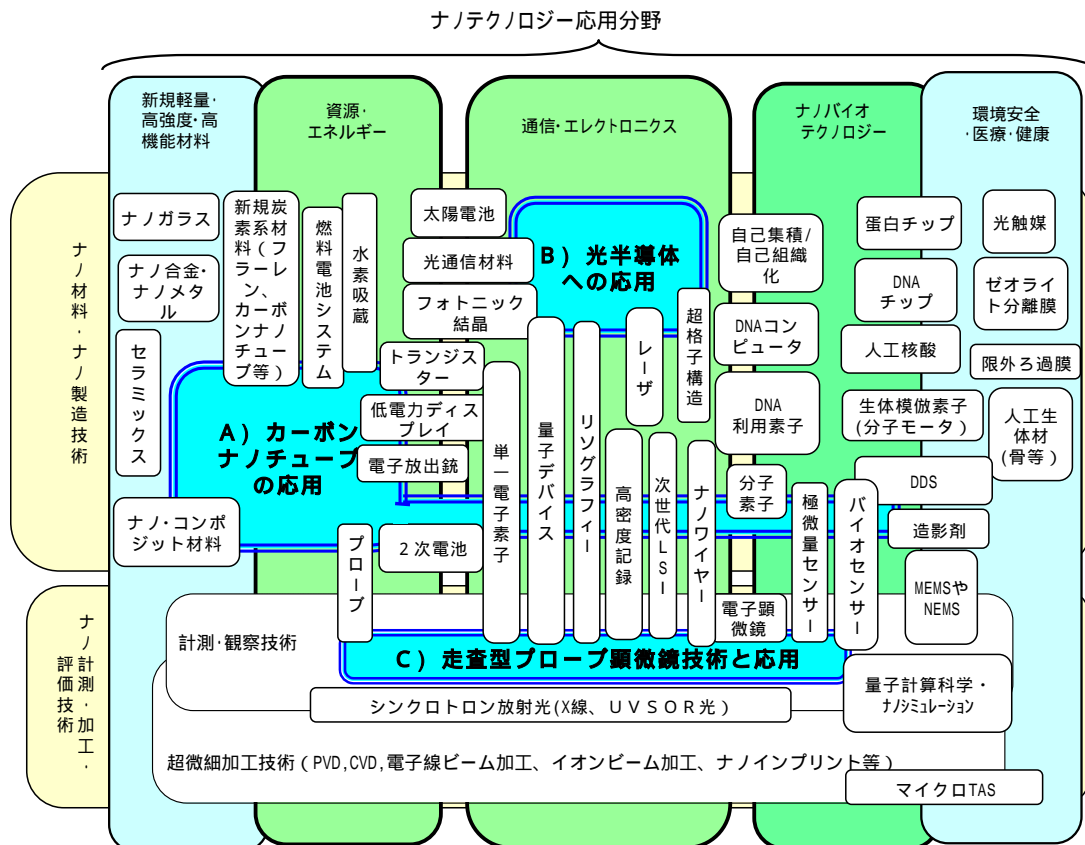 ナノテクノロジー応用分野
新規軽量・
高強度・高
機能材料
資源・
エネルギー
通信・エレクトロニクス
ナノバイオ
テクノロジー
環境安全
・医療・健康
ナノ材料・ナノ製造技術
ナノ計測・加工・
評価技術
ナノガラス
ナノ合金・
ナノメタ
ル
セラミックス
ナノ・コンポ
ジット材料
新規炭
素系材
料(フ
ラーレ
ン、
カーボ
ンナノ
チュー
ブ等)
燃料電池システム
水素吸蔵
太陽電池
光通信材料
フォトニック
結晶
トランジス
ター
低電力ディス
プレイ
電子放出銃
A) カーボン
ナノチューブ
の応用
B) 光半導体
への応用
プローブ
2次電池
単一電子素子
量子デバイス
リソグラフィー
レーザ
超格子構造
高密度記録
次世代LSI
ナノワイヤー
自己集積/
自己組織
化
DNAコン
ピュータ
DNA
利用素子
分子
素子
極微量センサー
バイオセンサー
電子顕
微鏡
蛋白チップ
DNA
チップ
人工核酸
生体模倣素子
(分子モータ)
DDS
造影剤
MEMSや
NEMS
光触媒
ゼオライ
ト分離膜
限外ろ過膜
人工生
体材
(骨等)
計測・観察技術
C) 走査型プローブ顕微鏡技術と応用
量子計算科学・
ナノシミュレーション
シンクロトロン放射光(X線、UVSOR光)
超微細加工技術(PVD,CVD,電子線ビーム加工、イオンビーム加工、ナノインプリント等)
マイクロTAS